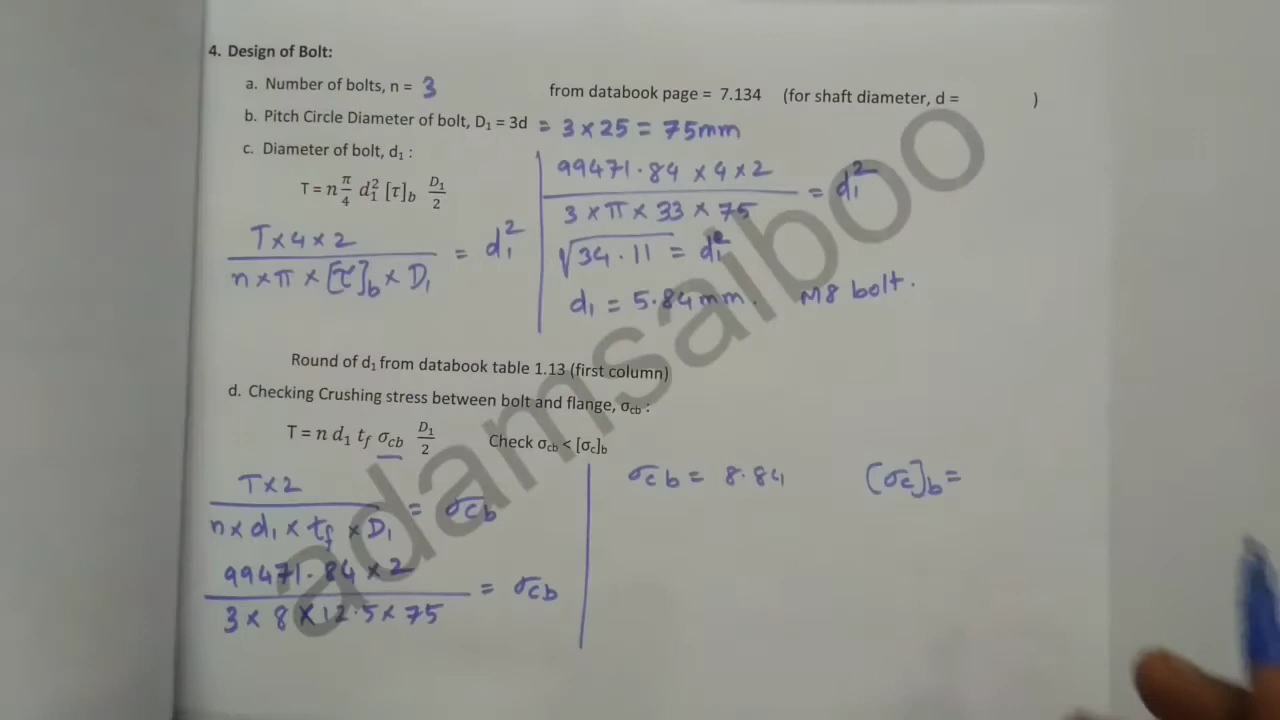 4. Design of Bolt:
a. Number of bolts, n = 3 from databook page = 7.134 (for shaft diameter, d = )
b. Pitch Circle Diameter of bolt, D₁ = 3d = 3 × 25 = 75mm
c. Diameter of bolt, d₁ :
T = n π/4 d₁² [τ]b D₁/2
T×4×2 / n×π×[τ]b×D₁ = d₁²
99471.84 × 4 × 2 / 3 × π × 33 × 75 = d₁²
√34.11 = d₁
d₁ = 5.84mm. M8 bolt.
Round of d₁ from databook table 1.13 (first column)
d. Checking Crushing stress between bolt and flange, σcb :
T = n d₁ tf σcb D₁/2 Check σcb < [σc]b
T×2 / n×d₁×tf×D₁ = σcb
99471.84×2 / 3×8×12.5×75 = σcb
σcb = 8.84 [σc]b =
adamsaiboo